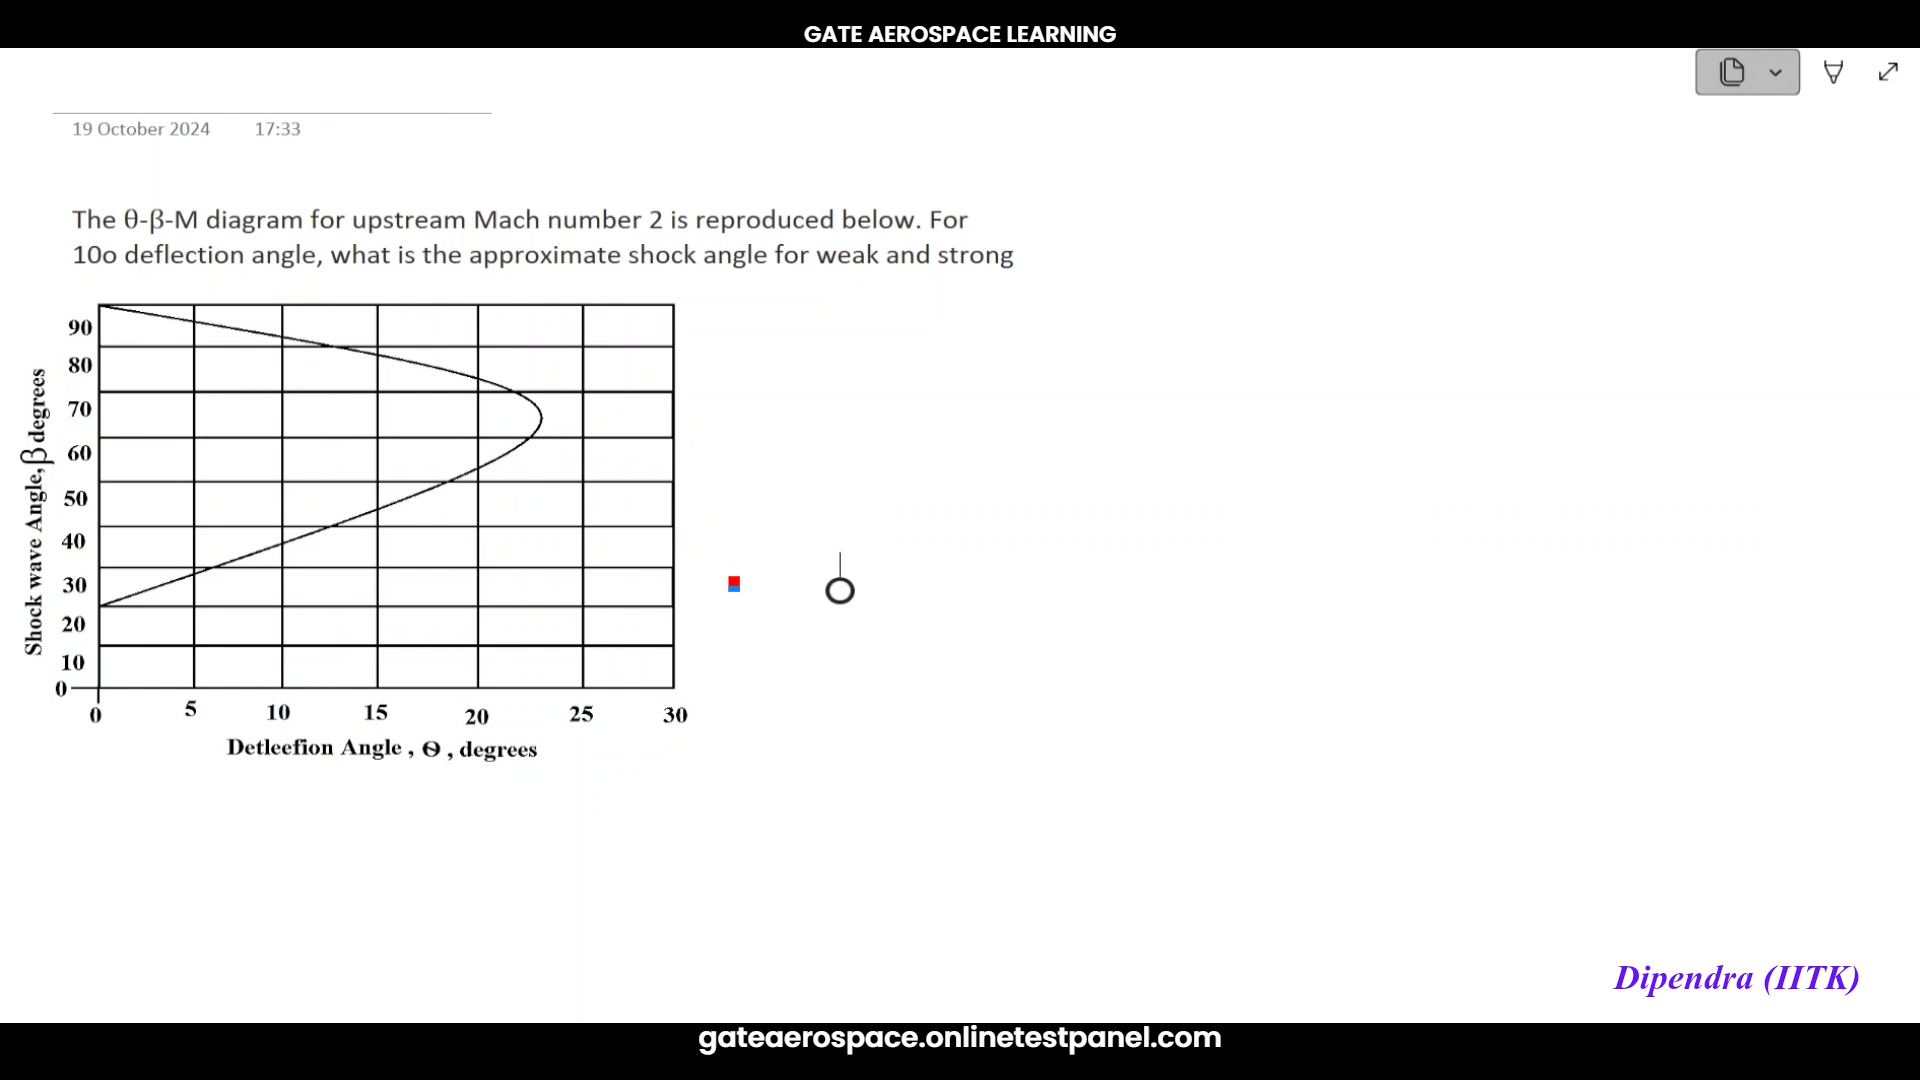 GATE AEROSPACE LEARNING
19 October 2024 17:33
The θ-β-M diagram for upstream Mach number 2 is reproduced below. For
10o deflection angle, what is the approximate shock angle for weak and strong
Shock wave Angle,β degrees
90
80
70
60
50
40
30
20
10
0
0 5 10 15 20 25 30
Detleefion Angle , Θ , degrees
Dipendra (IITK)
gateaerospace.onlinetestpanel.com